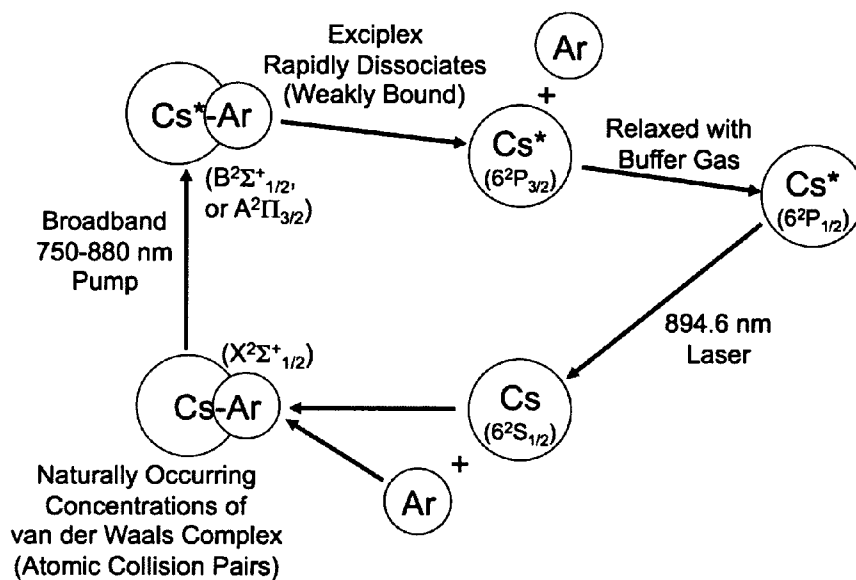 Exciplex
Rapidly Dissociates
(Weakly Bound)
Ar
+
Cs*-Ar
(B²Σ⁺₁/₂,
or A²Π₃/₂)
Cs*
(6²P₃/₂)
Relaxed with
Buffer Gas
Cs*
(6²P₁/₂)
Broadband
750-880 nm
Pump
894.6 nm
Laser
(X²Σ⁺₁/₂)
Cs-Ar
Cs
(6²S₁/₂)
+
Ar
Naturally Occurring
Concentrations of
van der Waals Complex
(Atomic Collision Pairs)